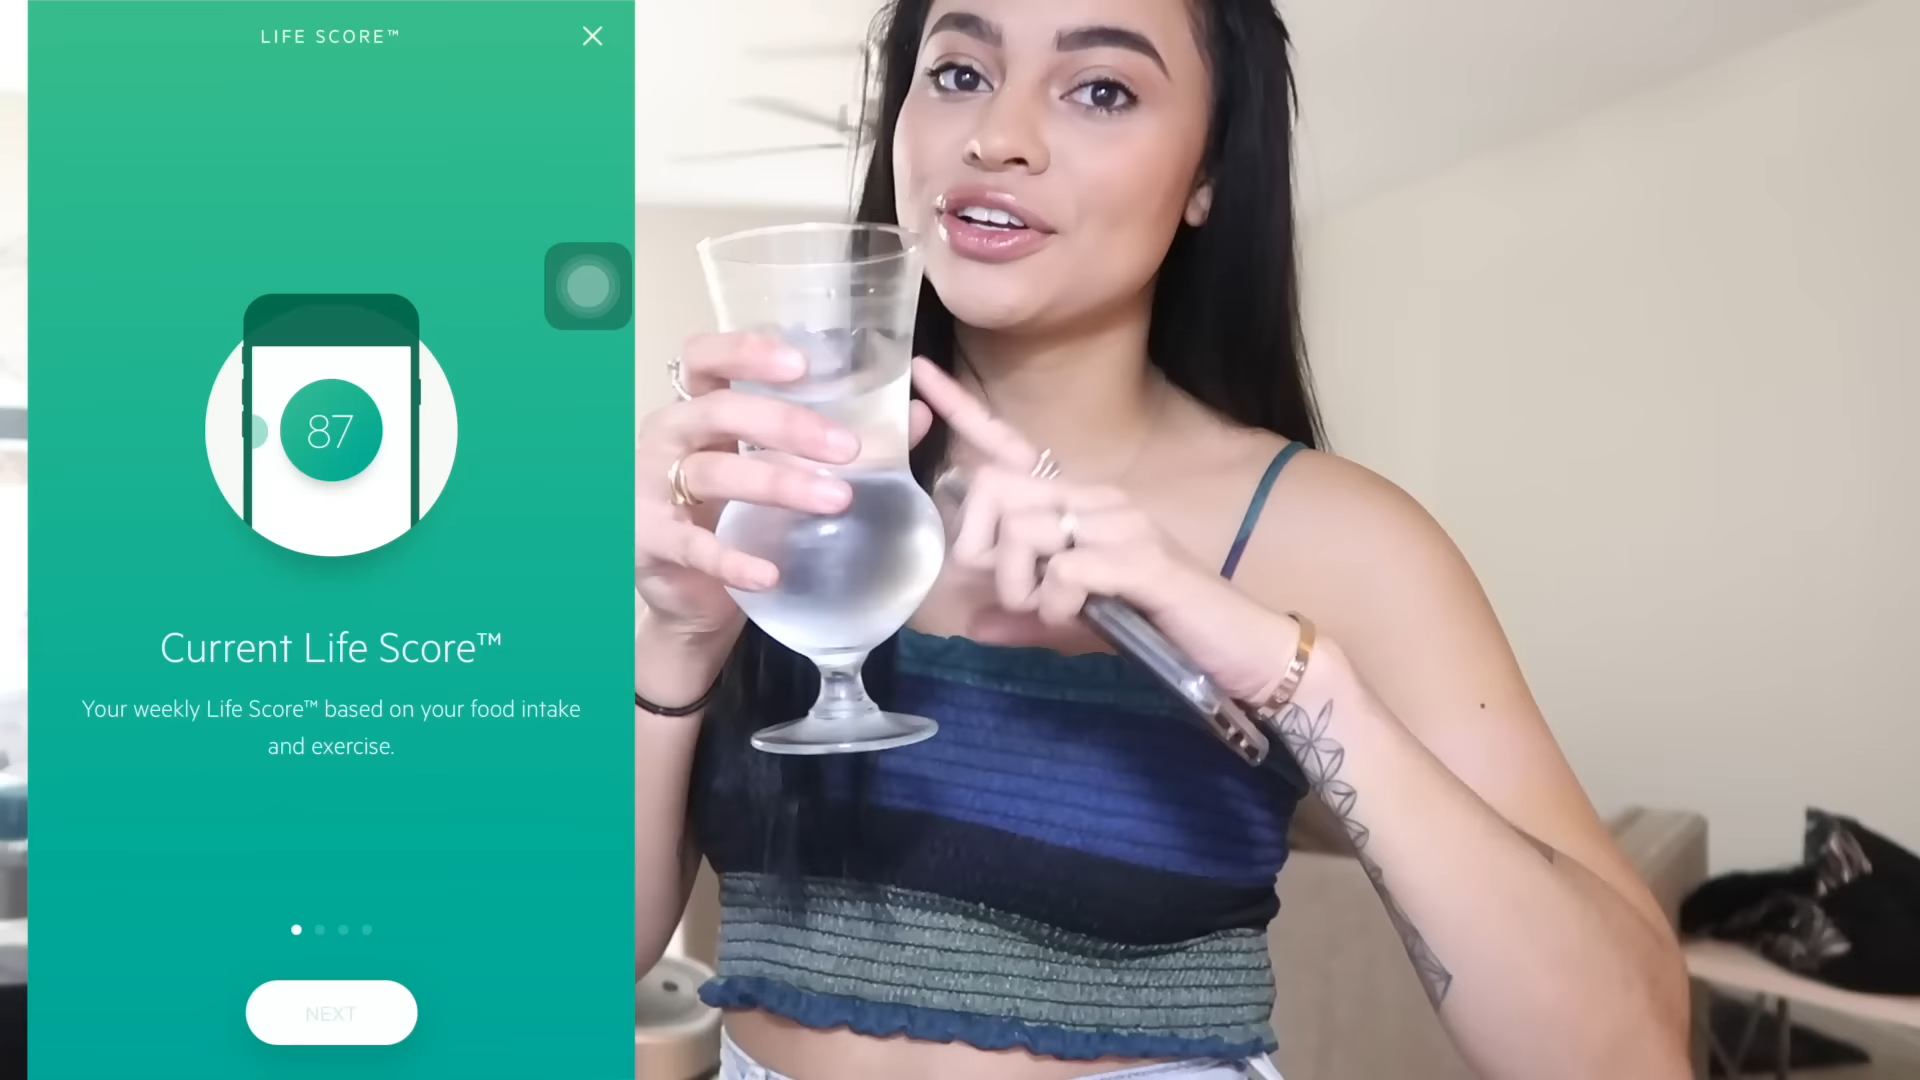 LIFE SCORE™
87
Current Life Score™
Your weekly Life Score™ based on your food intake
and exercise.
NEXT